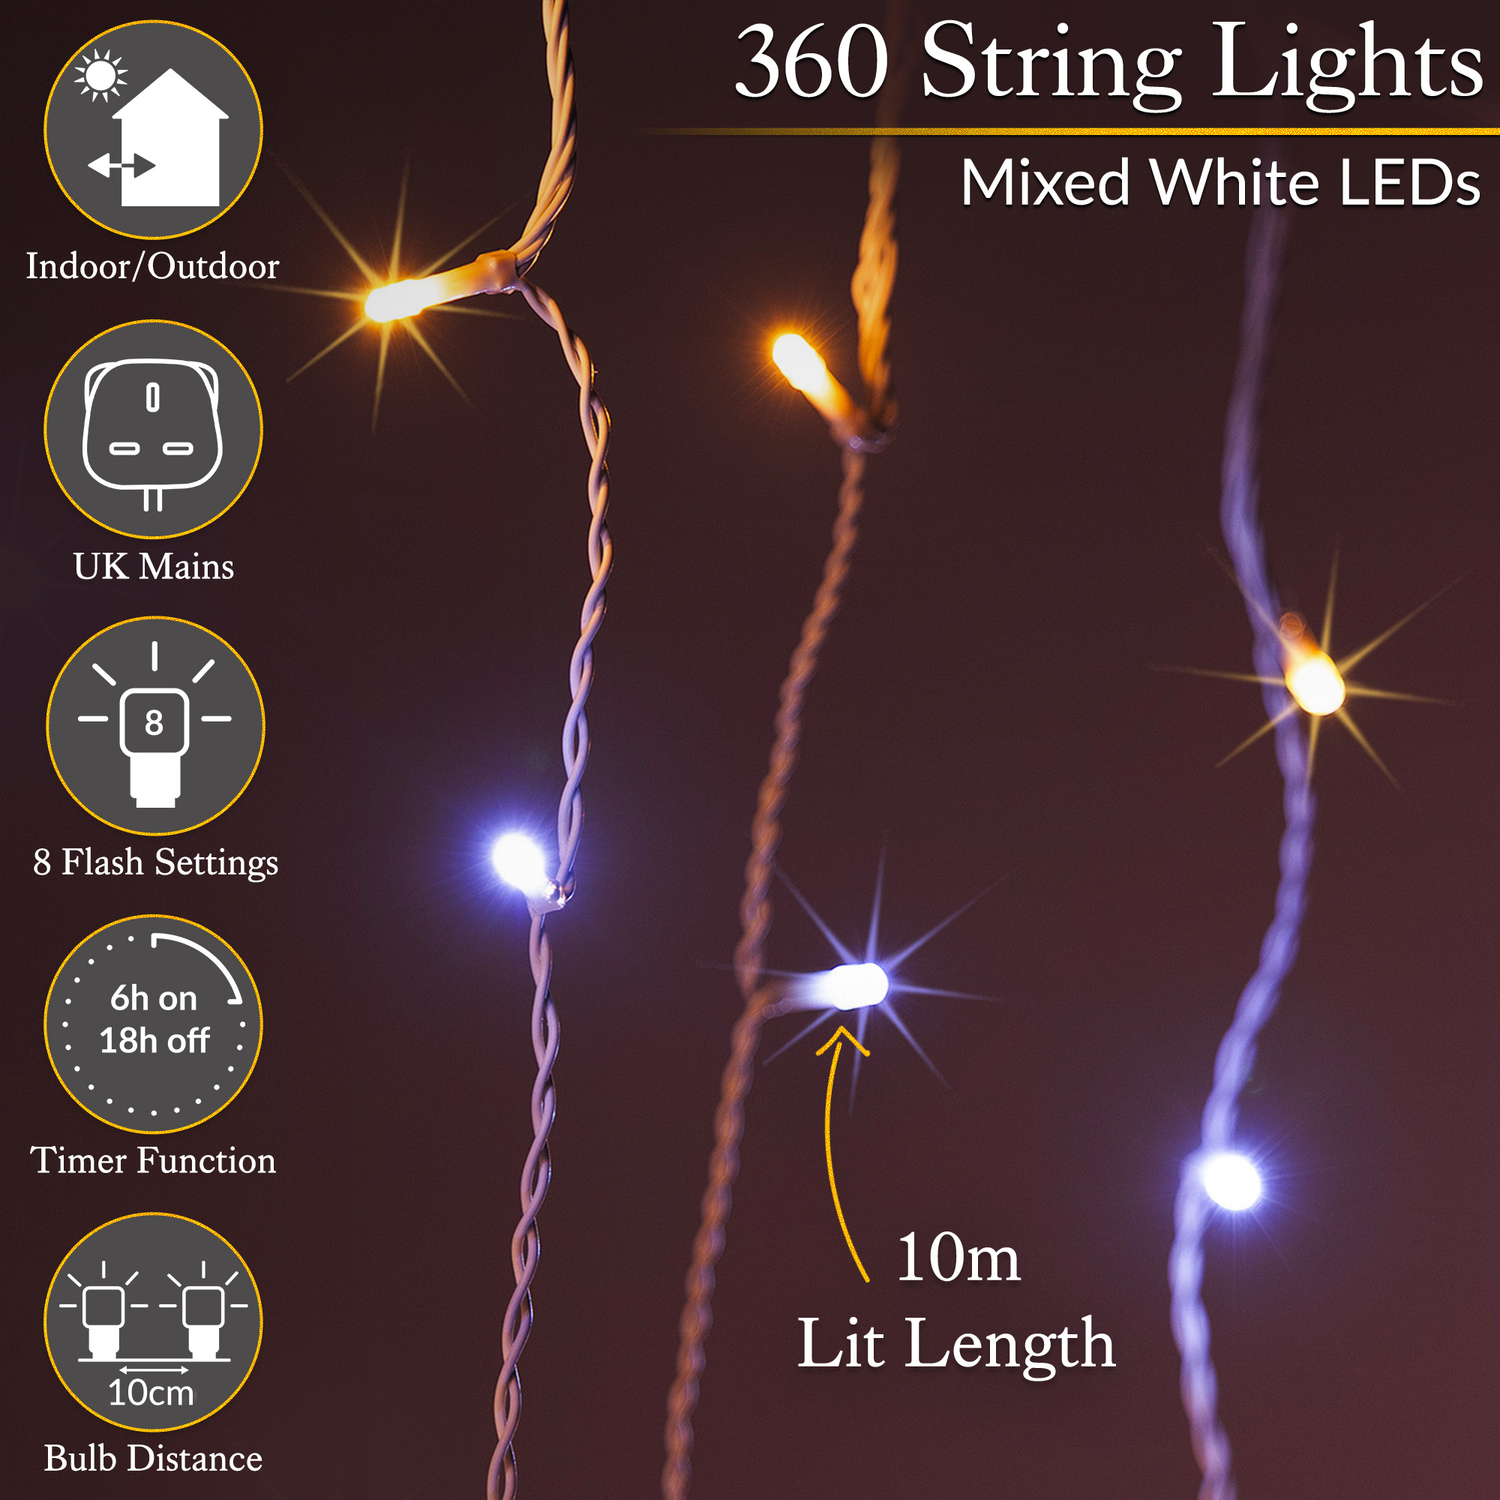 360 String Lights
Mixed White LEDs
Indoor/Outdoor
UK Mains
8
8 Flash Settings
6h on
18h off
Timer Function
10cm
Bulb Distance
10m
Lit Length